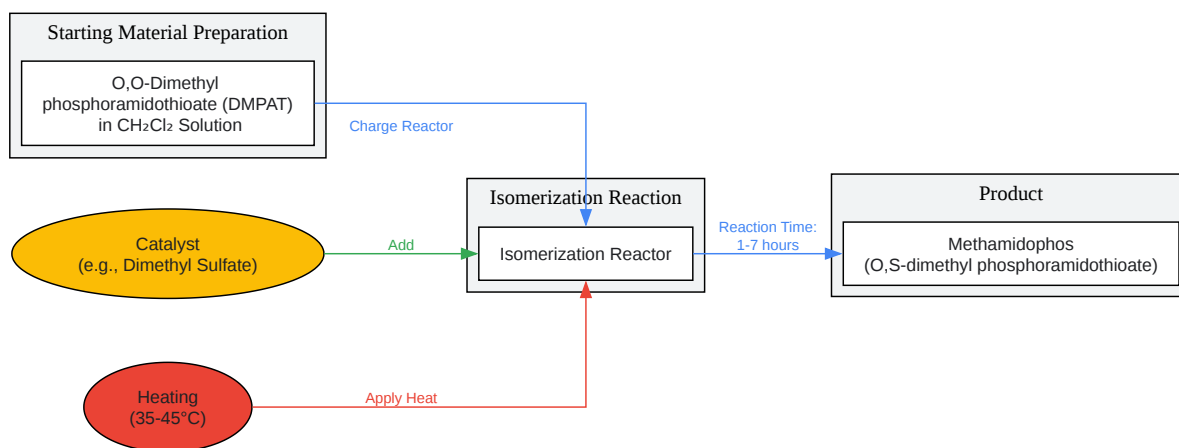 Starting Material Preparation
O,O-Dimethyl
phosphoramidothioate (DMPAT)
in CH₂Cl₂ Solution
Charge Reactor
Catalyst
(e.g., Dimethyl Sulfate)
Add
Isomerization Reaction
Isomerization Reactor
Heating
(35-45°C)
Apply Heat
Reaction Time:
1-7 hours
Product
Methamidophos
(O,S-dimethyl phosphoramidothioate)